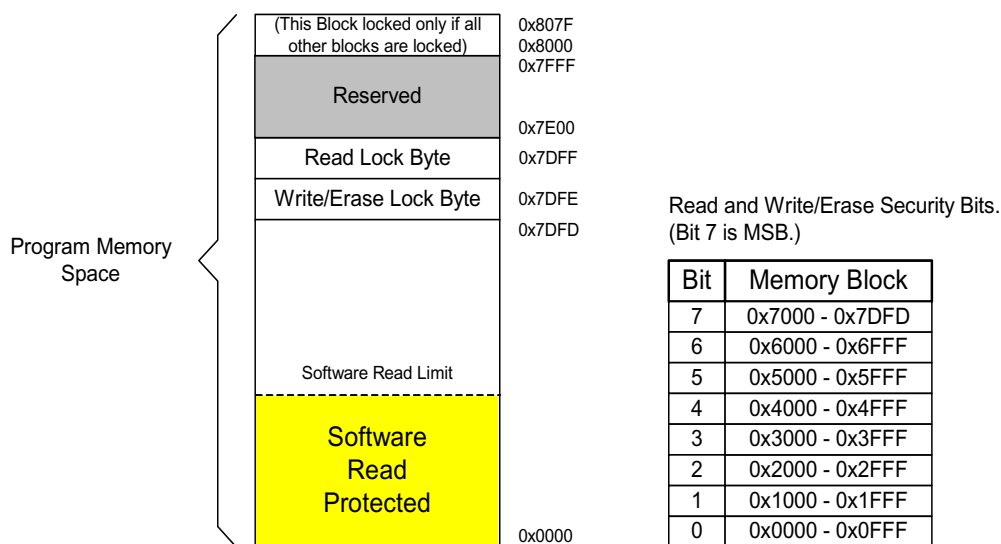 (This Block locked only if all
other blocks are locked)
0x807F
0x8000
0x7FFF
Reserved
0x7E00
Read Lock Byte
0x7DFF
Write/Erase Lock Byte
0x7DFE
0x7DFD
Program Memory
Space
Software Read Limit
Software
Read
Protected
0x0000
Read and Write/Erase Security Bits.
(Bit 7 is MSB.)
Bit Memory Block
7 0x7000 - 0x7DFD
6 0x6000 - 0x6FFF
5 0x5000 - 0x5FFF
4 0x4000 - 0x4FFF
3 0x3000 - 0x3FFF
2 0x2000 - 0x2FFF
1 0x1000 - 0x1FFF
0 0x0000 - 0x0FFF